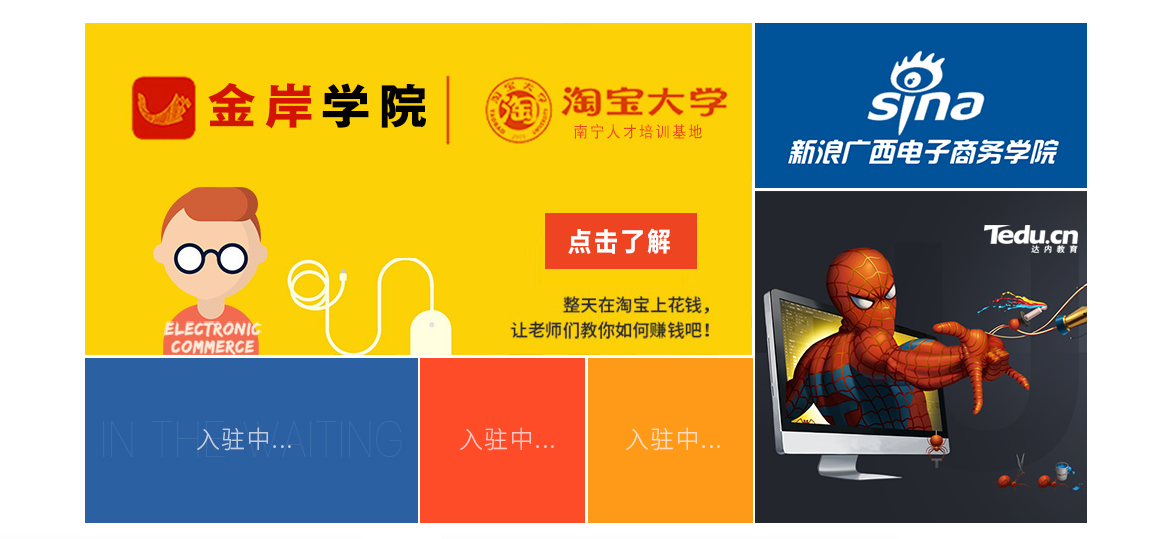 金岸学院
淘宝大学
南宁人才培训基地
点击了解
整天在淘宝上花钱，
让老师们教你如何赚钱吧！
ELECTRONIC
COMMERCE
sina
新浪广西电子商务学院
Tedu.cn
达内教育
IN THE WAITING
入驻中...
入驻中...
入驻中...